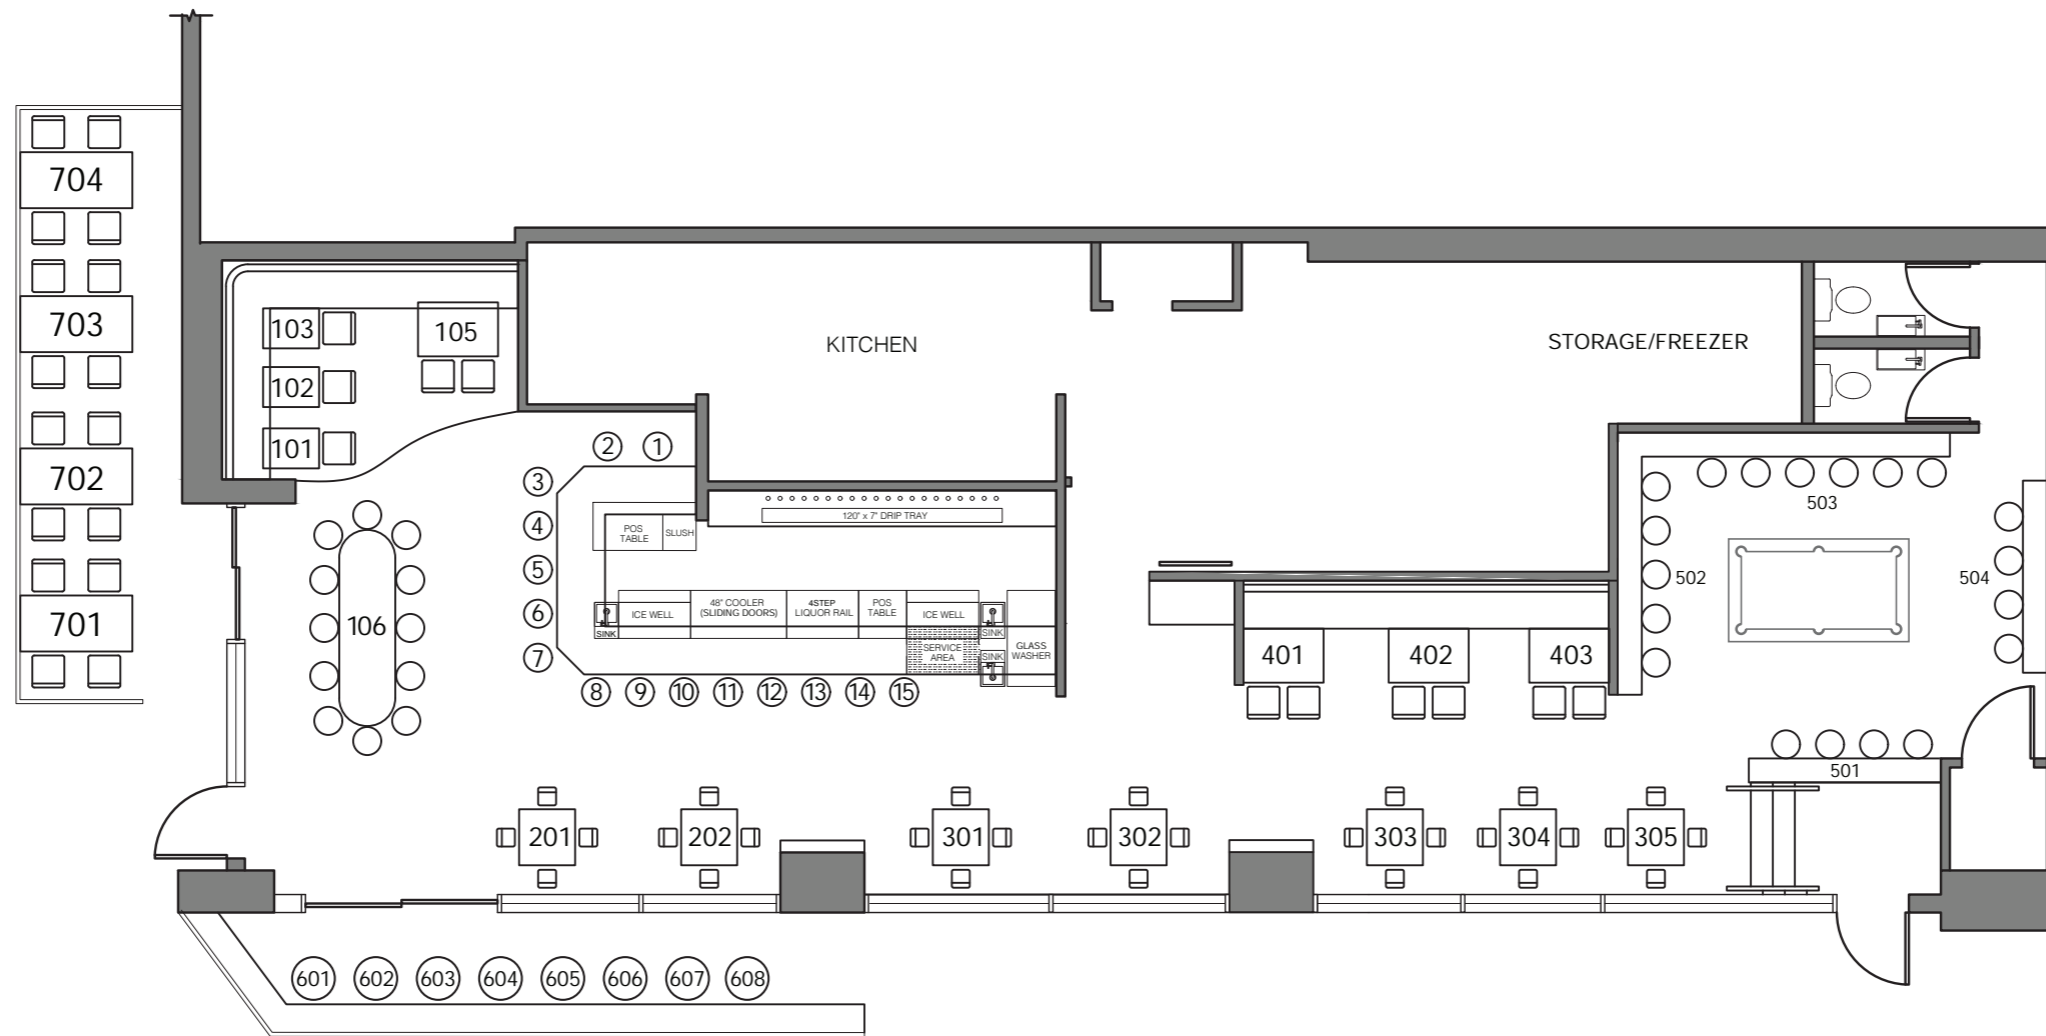 704
703
702
701
103
105
102
101
106
KITCHEN
STORAGE/FREEZER
2
1
3
4
5
6
7
8
9
10
11
12
13
14
15
120" x 7" DRIP TRAY
POS
TABLE
SLUSH
SINK
ICE WELL
48" COOLER
(SLIDING DOORS)
4STEP
LIQUOR RAIL
POS
TABLE
ICE WELL
SINK
SERVICE
AREA
SINK
GLASS
WASHER
401
402
403
503
502
504
501
201
202
301
302
303
304
305
601
602
603
604
605
606
607
608